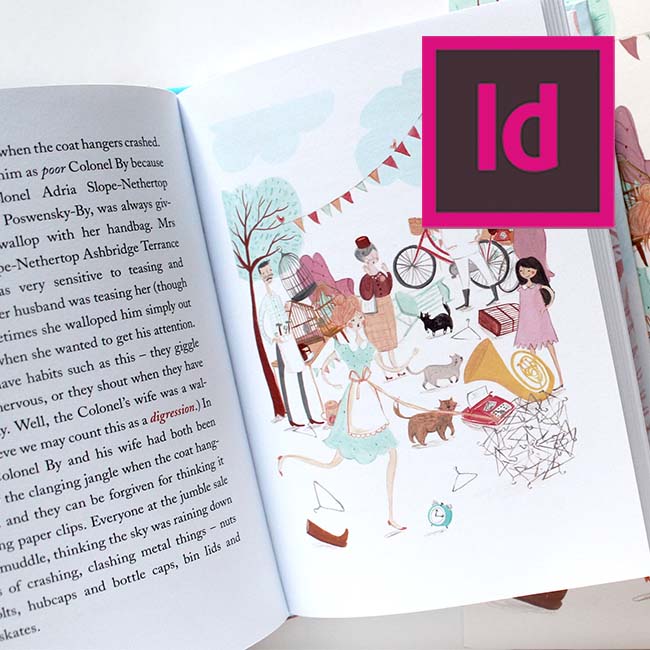 when the coat hangers crashed.
him as poor Colonel By because
olonel Adria Slope-Nethertop
Poswensky-By, was always giv-
wallop with her handbag. Mrs
pe-Nethertop Ashbridge Terrance
as very sensitive to teasing and
er husband was teasing her (though
etimes she walloped him simply out
when she wanted to get his attention.
ave habits such as this – they giggle
nervous, or they shout when they have
y. Well, the Colonel's wife was a wal-
eve we may count this as a digression.) In
Colonel By and his wife had both been
the clanging jangle when the coat hang-
, and they can be forgiven for thinking it
ng paper clips. Everyone at the jumble sale
muddle, thinking the sky was raining down
s of crashing, clashing metal things – nuts
olts, hubcaps and bottle caps, bin lids and
skates.
Id